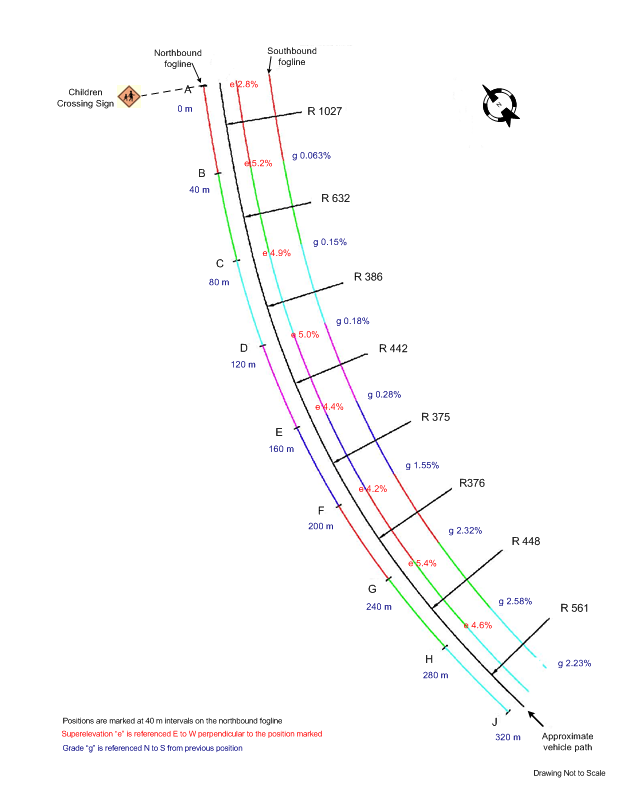 Northbound
fogline
Southbound
fogline
Children
Crossing Sign
A
0 m
e 2.8%
R 1027
N
g 0.063%
e 5.2%
B
40 m
R 632
g 0.15%
e 4.9%
C
80 m
R 386
g 0.18%
e 5.0%
D
120 m
R 442
g 0.28%
e 4.4%
E
160 m
R 375
g 1.55%
e 4.2%
R376
F
200 m
g 2.32%
R 448
e 5.4%
G
240 m
g 2.58%
R 561
e 4.6%
H
280 m
g 2.23%
J
320 m
Approximate
vehicle path
Positions are marked at 40 m intervals on the northbound fogline
Superelevation "e" is referenced E to W perpendicular to the position marked
Grade "g" is referenced N to S from previous position
Drawing Not to Scale